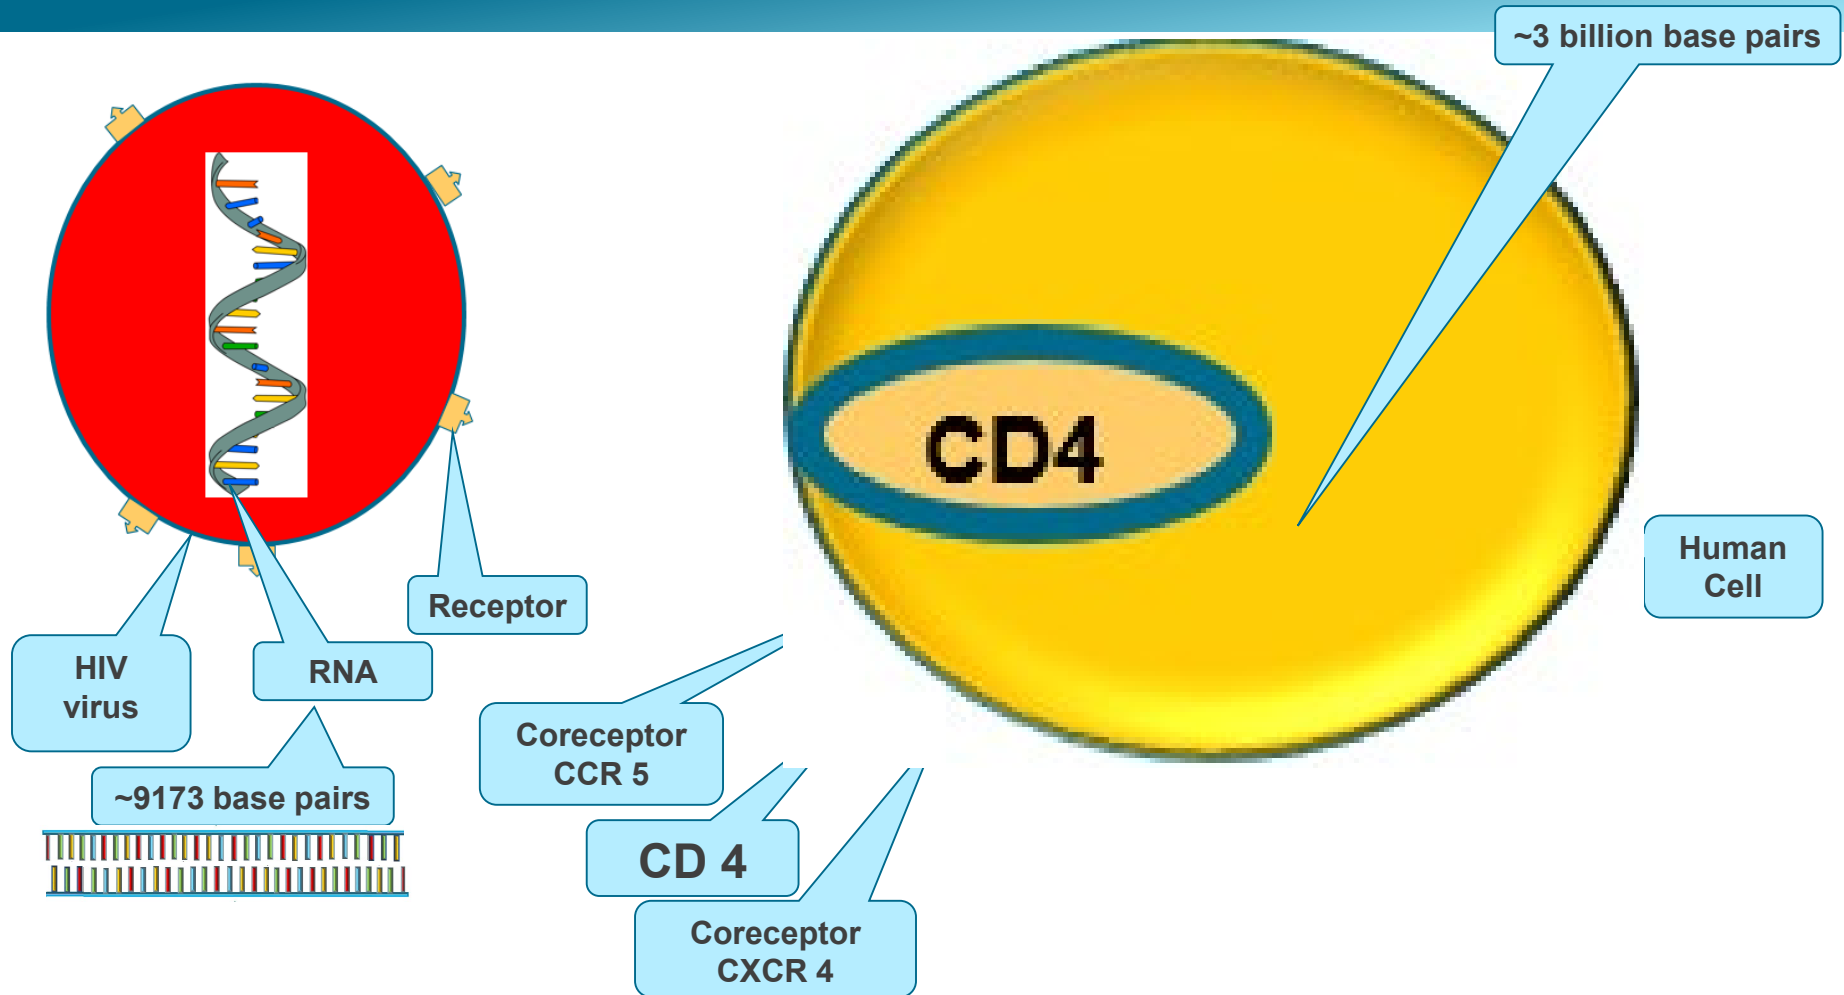 ~3 billion base pairs
CD4
Human
Cell
Receptor
HIV
virus
RNA
Coreceptor
CCR 5
~9173 base pairs
CD 4
Coreceptor
CXCR 4